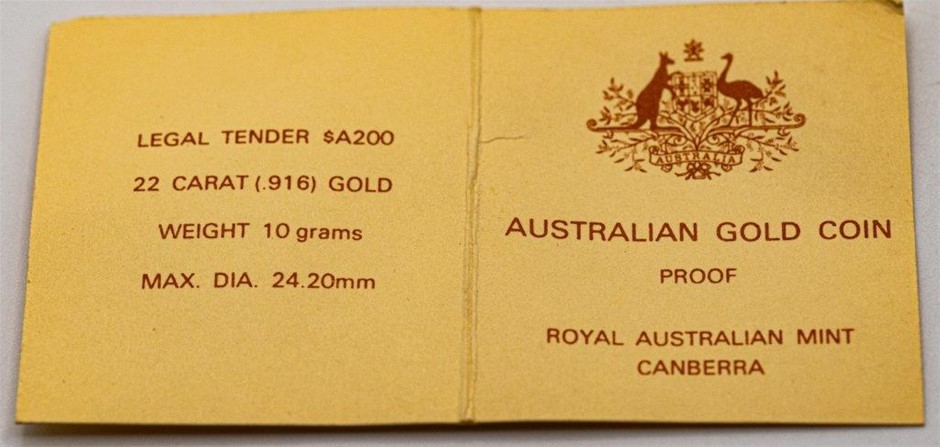 LEGAL TENDER $A200
22 CARAT (.916) GOLD
WEIGHT 10 grams
MAX. DIA. 24.20mm
AUSTRALIA
AUSTRALIAN GOLD COIN
PROOF
ROYAL AUSTRALIAN MINT
CANBERRA